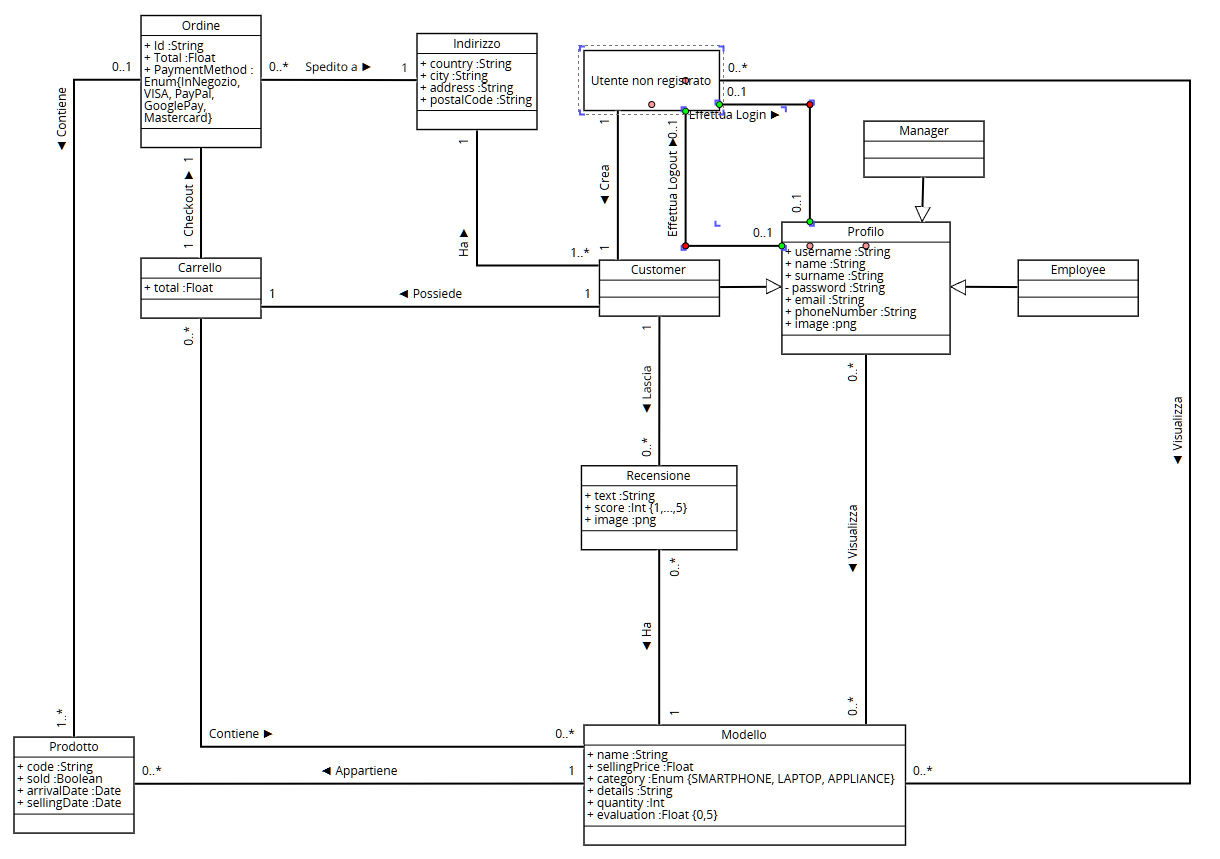 Ordine
+ Id :String
+ Total :Float
+ PaymentMethod :
Enum{InNegozio,
VISA, PayPal,
GooglePay,
Mastercard}
0..1
◀ Contiene
1..*
0..*
Spedito a ▶
1
Indirizzo
+ country :String
+ city :String
+ address :String
+ postalCode :String
1
Ha ▶
1..*
Utente non registrato
0..*
0..1
Effettua Login ▶
0..1
0..1
Effettua Logout ▶
0..1
1
◀ Crea
1
Manager
1
Checkout ▶
1
Carrello
+ total :Float
1
◀ Possiede
1
Customer
Profilo
+ username :String
+ name :String
+ surname :String
- password :String
+ email :String
+ phoneNumber :String
+ image :png
Employee
0..*
1
◀ Lascia
0..*
0..*
◀ Visualizza
0..*
◀ Visualizza
Recensione
+ text :String
+ score :Int {1,...,5}
+ image :png
0..*
◀ Ha
1
Contiene ▶
0..*
Prodotto
+ code :String
+ sold :Boolean
+ arrivalDate :Date
+ sellingDate :Date
0..*
◀ Appartiene
1
Modello
+ name :String
+ sellingPrice :Float
+ category :Enum {SMARTPHONE, LAPTOP, APPLIANCE}
+ details :String
+ quantity :Int
+ evaluation :Float {0,5}
0..*